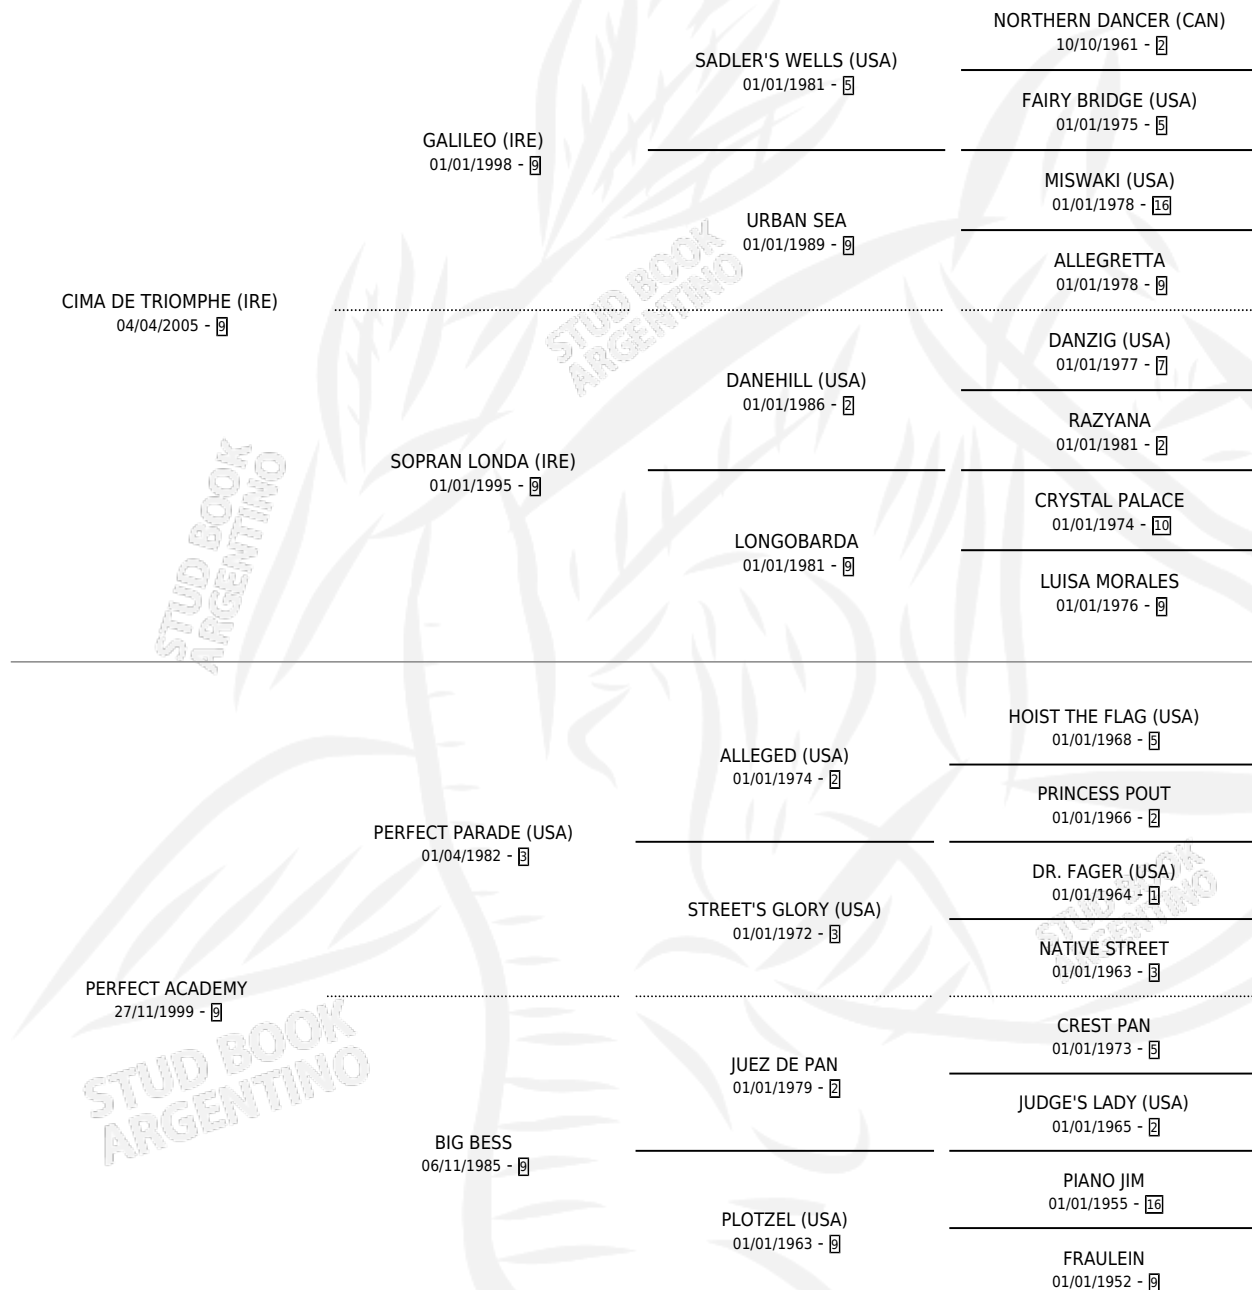 NORTHERN DANCER (CAN)
10/10/1961 - 2
SADLER'S WELLS (USA)
01/01/1981 - 5
FAIRY BRIDGE (USA)
01/01/1975 - 5
GALILEO (IRE)
01/01/1998 - 9
MISWAKI (USA)
01/01/1978 - 16
URBAN SEA
01/01/1989 - 9
ALLEGRETTA
01/01/1978 - 9
CIMA DE TRIOMPHE (IRE)
04/04/2005 - 9
DANZIG (USA)
01/01/1977 - 7
DANEHILL (USA)
01/01/1986 - 2
RAZYANA
01/01/1981 - 2
SOPRAN LONDA (IRE)
01/01/1995 - 9
CRYSTAL PALACE
01/01/1974 - 10
LONGOBARDA
01/01/1981 - 9
LUISA MORALES
01/01/1976 - 9
HOIST THE FLAG (USA)
01/01/1968 - 5
ALLEGED (USA)
01/01/1974 - 2
PRINCESS POUT
01/01/1966 - 2
PERFECT PARADE (USA)
01/04/1982 - 3
DR. FAGER (USA)
01/01/1964 - 1
STREET'S GLORY (USA)
01/01/1972 - 3
NATIVE STREET
01/01/1963 - 3
PERFECT ACADEMY
27/11/1999 - 9
CREST PAN
01/01/1973 - 5
JUEZ DE PAN
01/01/1979 - 2
JUDGE'S LADY (USA)
01/01/1965 - 2
BIG BESS
06/11/1985 - 9
PIANO JIM
01/01/1955 - 16
PLOTZEL (USA)
01/01/1963 - 9
FRAULEIN
01/01/1952 - 9
STUD BOOK
ARGENTINO
STUD BOOK
ARGENTINO
STUD BOOK
ARGENTINO
STUD BOOK
ARGENTINO